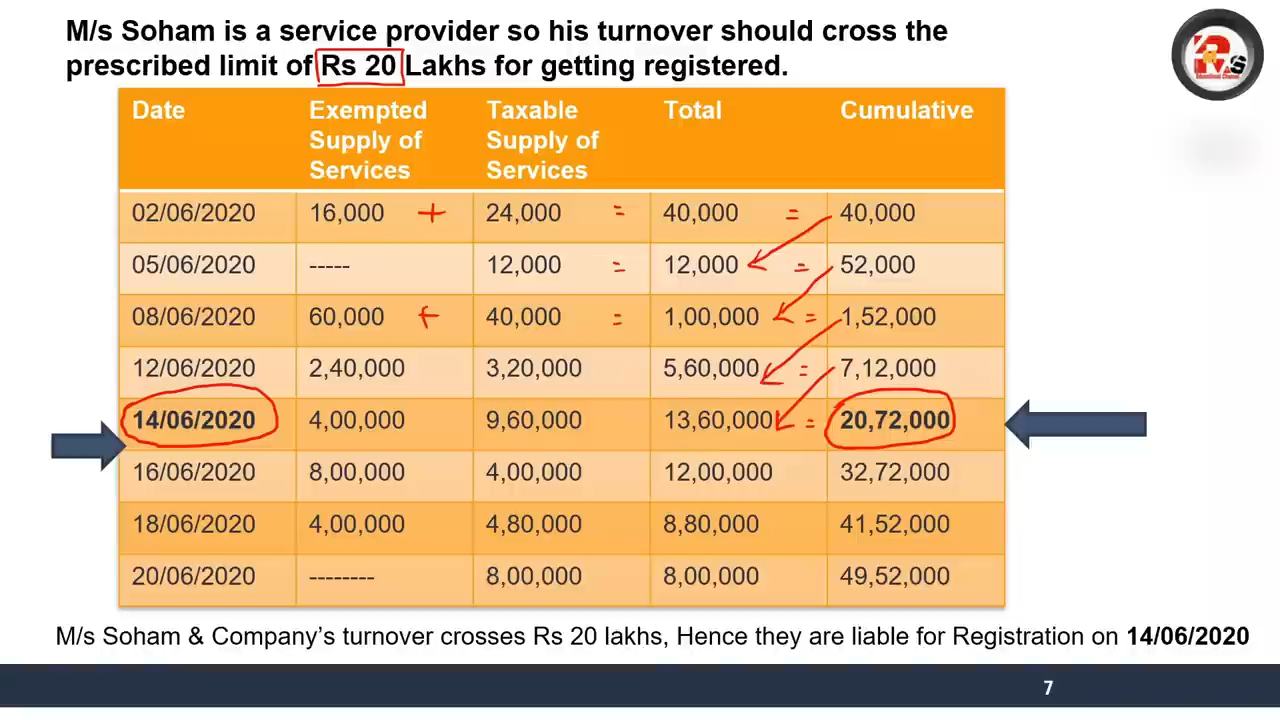 M/s Soham is a service provider so his turnover should cross the
prescribed limit of Rs 20 Lakhs for getting registered.
Date Exempted Supply of Services Taxable Supply of Services Total Cumulative
02/06/2020 16,000 + 24,000 = 40,000 = 40,000
05/06/2020 ----- 12,000 = 12,000 = 52,000
08/06/2020 60,000 + 40,000 = 1,00,000 = 1,52,000
12/06/2020 2,40,000 3,20,000 5,60,000 = 7,12,000
14/06/2020 4,00,000 9,60,000 13,60,000 = 20,72,000
16/06/2020 8,00,000 4,00,000 12,00,000 32,72,000
18/06/2020 4,00,000 4,80,000 8,80,000 41,52,000
20/06/2020 -------- 8,00,000 8,00,000 49,52,000
M/s Soham & Company’s turnover crosses Rs 20 lakhs, Hence they are liable for Registration on 14/06/2020
7